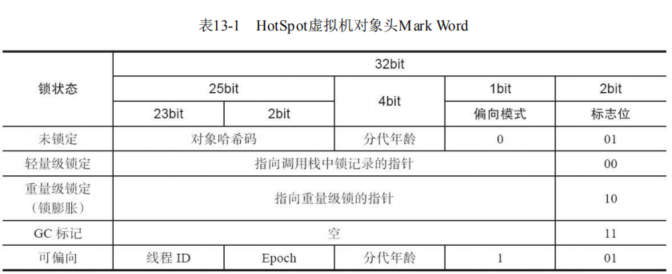 表13-1 HotSpot虚拟机对象头Mark Word
锁状态
32bit
25bit
4bit
1bit
2bit
23bit
2bit
偏向模式
标志位
未锁定
对象哈希码
分代年龄
0
01
轻量级锁定
指向调用栈中锁记录的指针
00
重量级锁定
(锁膨胀)
指向重量级锁的指针
10
GC 标记
空
11
可偏向
线程 ID
Epoch
分代年龄
1
01